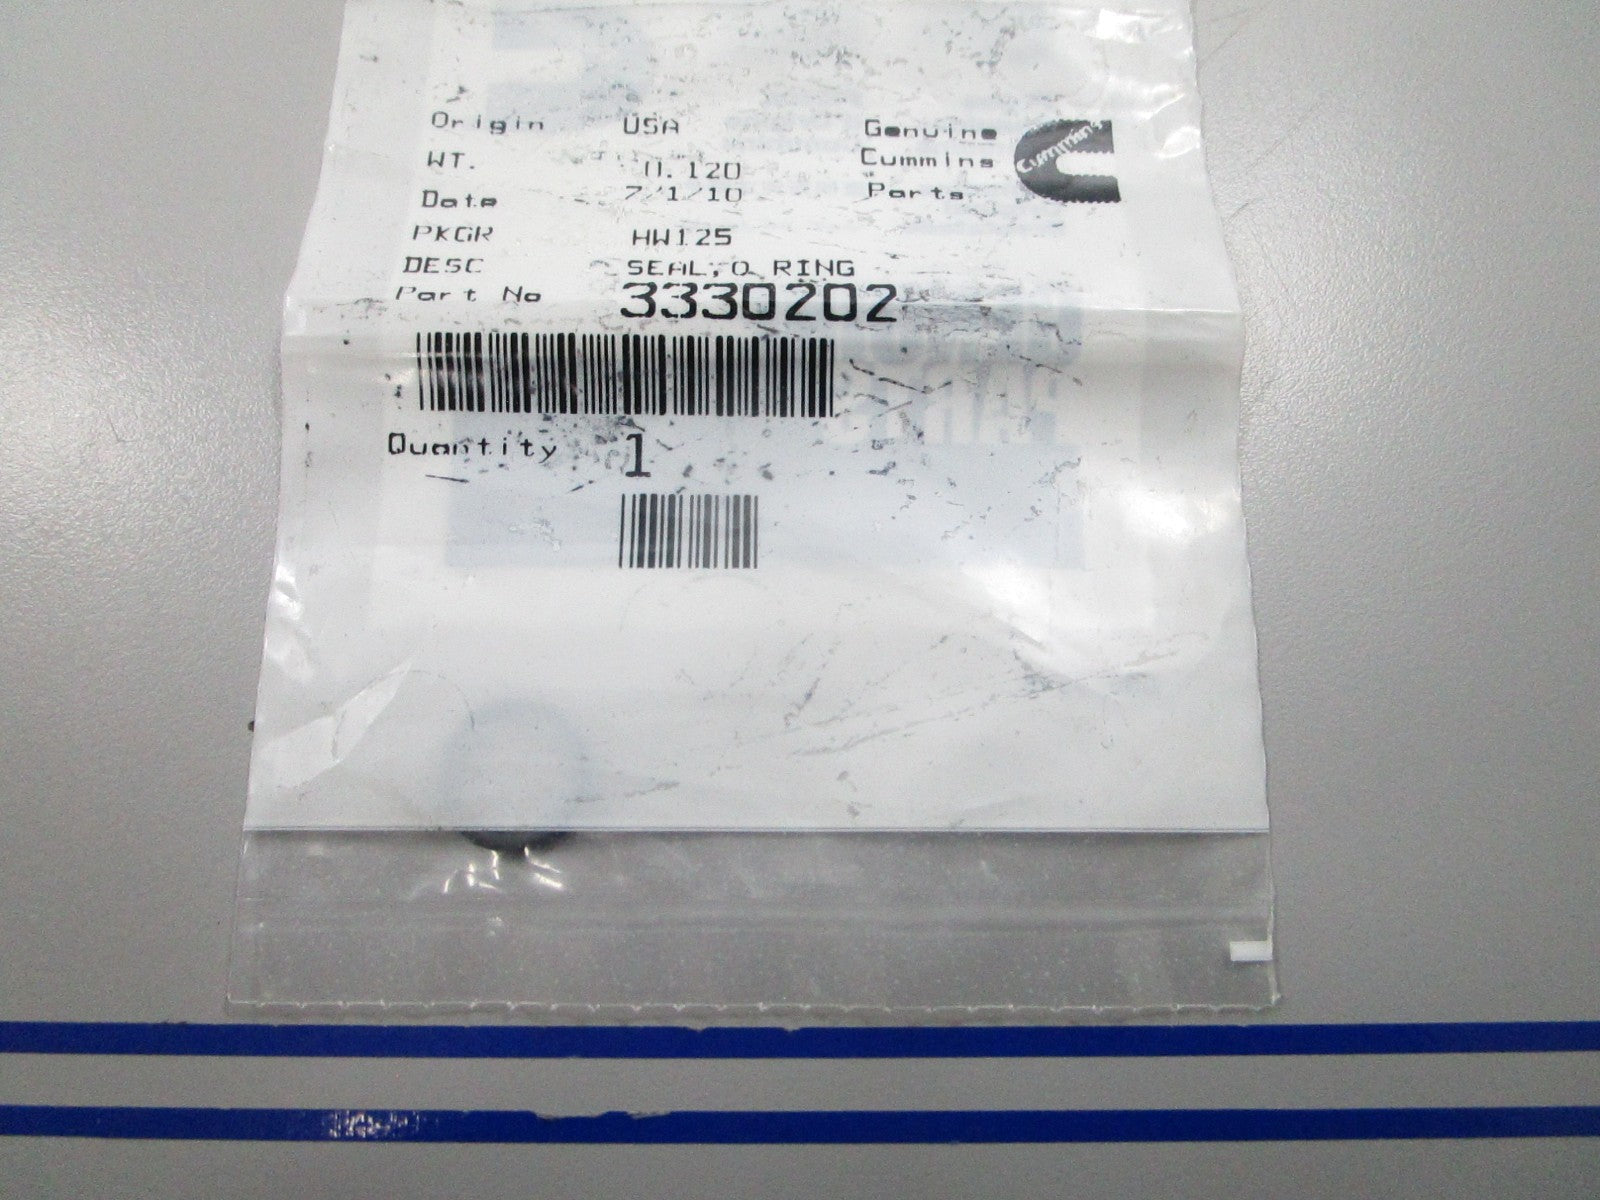 Origin USA
WT. 0.120
Date 7/1/10
PKGR HW125
DESC SEAL,O RING
Part No 3330202
Quantity 1
Genuine
Cummins
Parts
Cummins